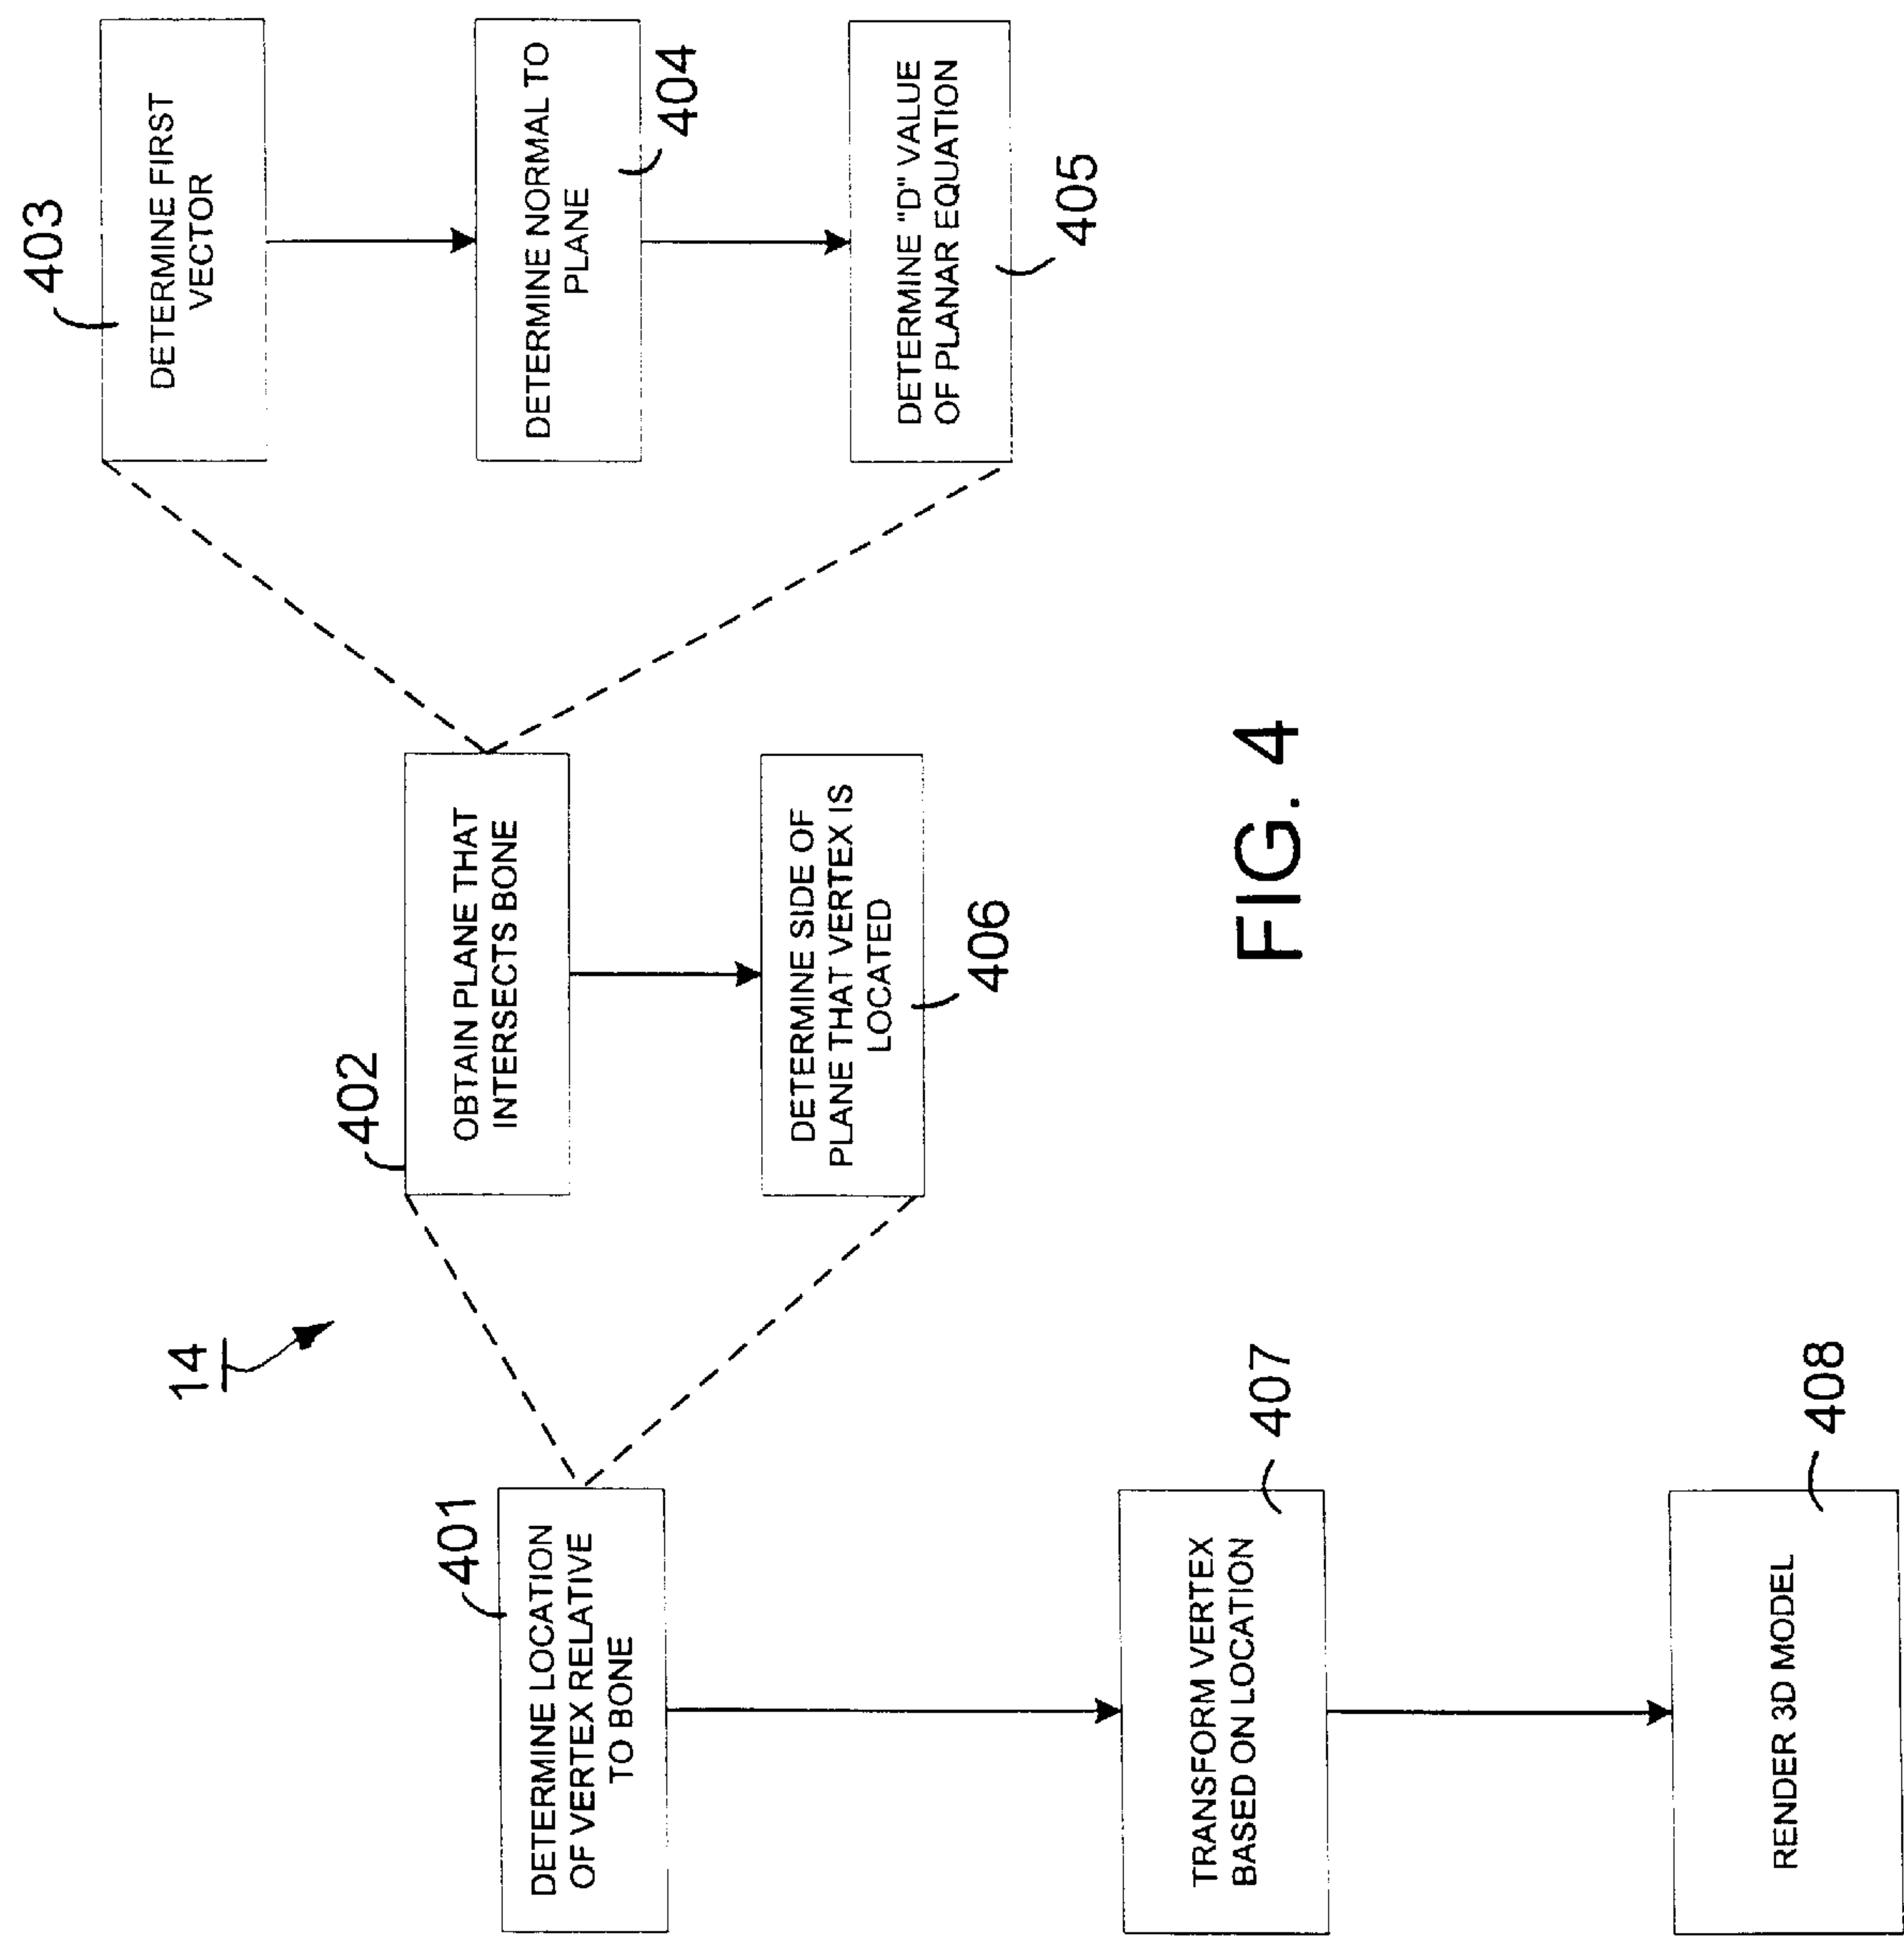 14
401
DETERMINE LOCATION
OF VERTEX RELATIVE
TO BONE
407
TRANSFORM VERTEX
BASED ON LOCATION
408
RENDER 3D MODEL
402
OBTAIN PLANE THAT
INTERSECTS BONE
DETERMINE SIDE OF
PLANE THAT VERTEX IS
LOCATED
406
403
DETERMINE FIRST
VECTOR
DETERMINE NORMAL TO
PLANE
404
DETERMINE "D" VALUE
OF PLANAR EQUATION
405
FIG. 4